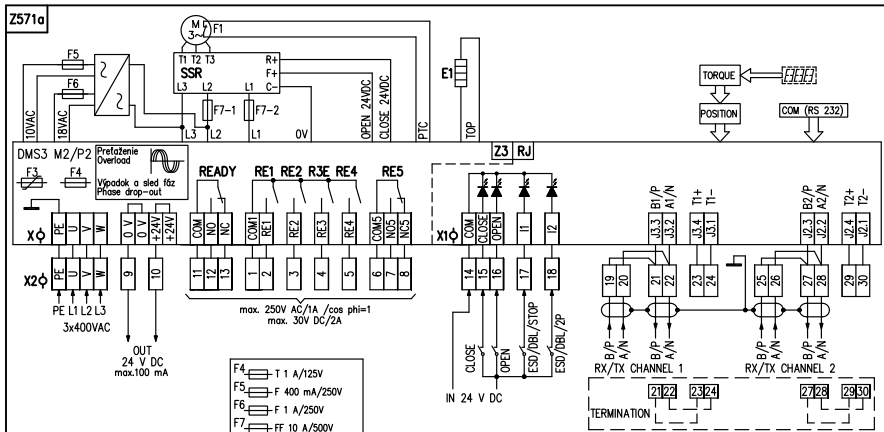 Z571a
M
3~
F1
F5
F6
T1 T2 T3
SSR
L3 L2 L1
R+
F+
C-
F7-1
F7-2
10VAC
18VAC
L3 L2 L1 0V
OPEN 24VDC
CLOSE 24VDC
PTC
E1
TOP
TORQUE
POSITION
COM (RS 232)
DMS3 M2/P2
F3
F4
Preťaženie
Overload
Výpadok a sled fáz
Phase drop-out
READY
RE1 RE2 R3E RE4
RE5
Z3 RJ
X
PE U V W
0 V 0 V
+24V +24V
COM NO NC
COM1 RE1 RE2 RE3 RE4
COM5 NO5 NC5
X1
COM CLOSE OPEN I1 I2
J3.3 B1/P
J3.2 A1/N
J3.4 T1+
J3.1 T1-
J2.3 B2/P
J2.2 A2/N
J2.4 T2+
J2.1 T2-
X2
PE U V W
9 10 11 12 13 1 2 3 4 5 6 7 8
14 15 16 17 18
19 20 21 22 23 24 25 26 27 28 29 30
PE L1 L2 L3
3x400VAC
OUT
24 V DC
max.100 mA
max. 250V AC/1A /cos phi=1
max. 30V DC/2A
CLOSE
OPEN
ESD/DBL/STOP
ESD/DBL/2P
IN 24 V DC
B/P A/N B/P A/N
RX/TX CHANNEL 1
B/P A/N B/P A/N
RX/TX CHANNEL 2
TERMINATION
21 22 23 24
27 28 29 30
F4 T 1 A/125V
F5 F 400 mA/250V
F6 F 1 A/250V
F7 FF 10 A/500V